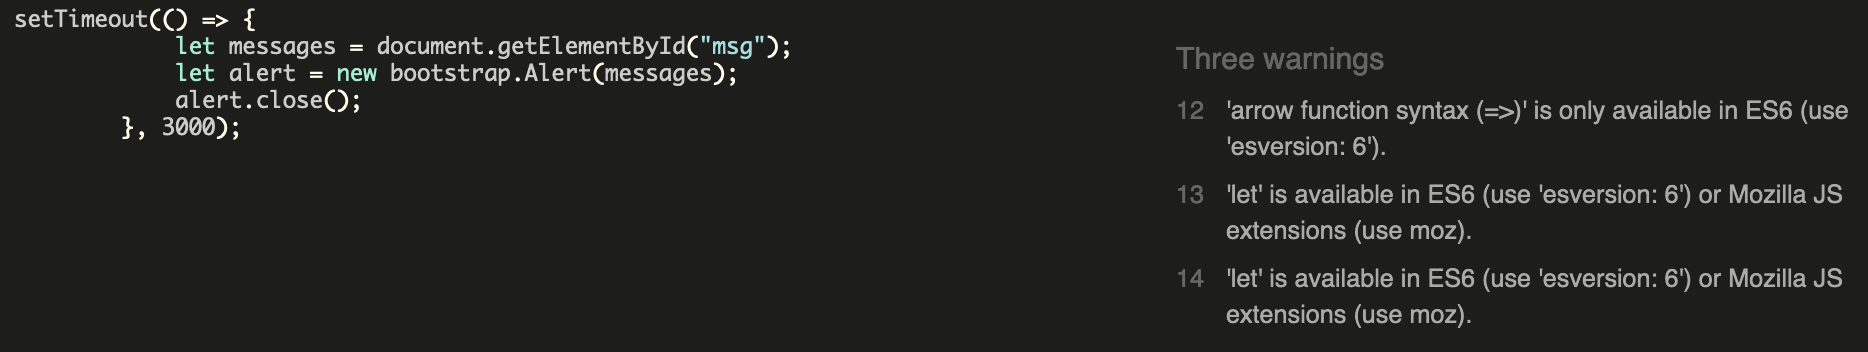 setTimeout(() => {
let messages = document.getElementById("msg");
let alert = new bootstrap.Alert(messages);
alert.close();
}, 3000);
Three warnings
12 'arrow function syntax (=>)' is only available in ES6 (use
'esversion: 6').
13 'let' is available in ES6 (use 'esversion: 6') or Mozilla JS
extensions (use moz).
14 'let' is available in ES6 (use 'esversion: 6') or Mozilla JS
extensions (use moz).